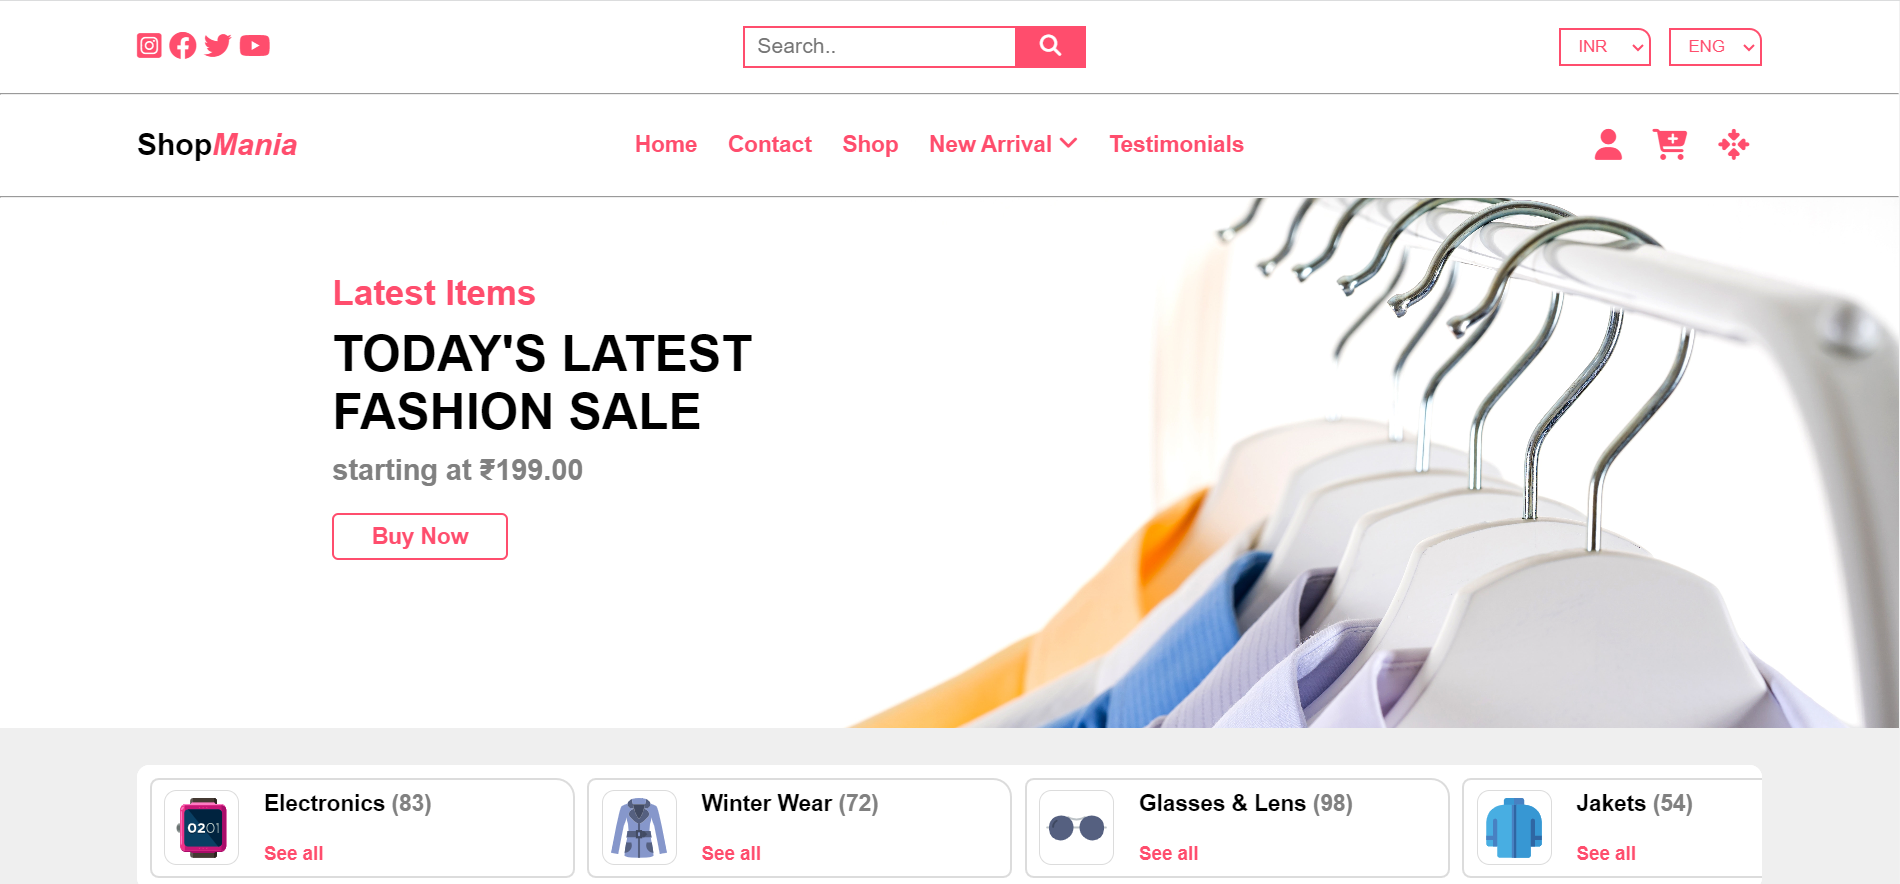 Search..
INR
ENG
ShopMania
Home
Contact
Shop
New Arrival
Testimonials
Latest Items
TODAY'S LATEST
FASHION SALE
starting at ₹199.00
Buy Now
0201
Electronics (83)
See all
Winter Wear (72)
See all
Glasses & Lens (98)
See all
Jakets (54)
See all